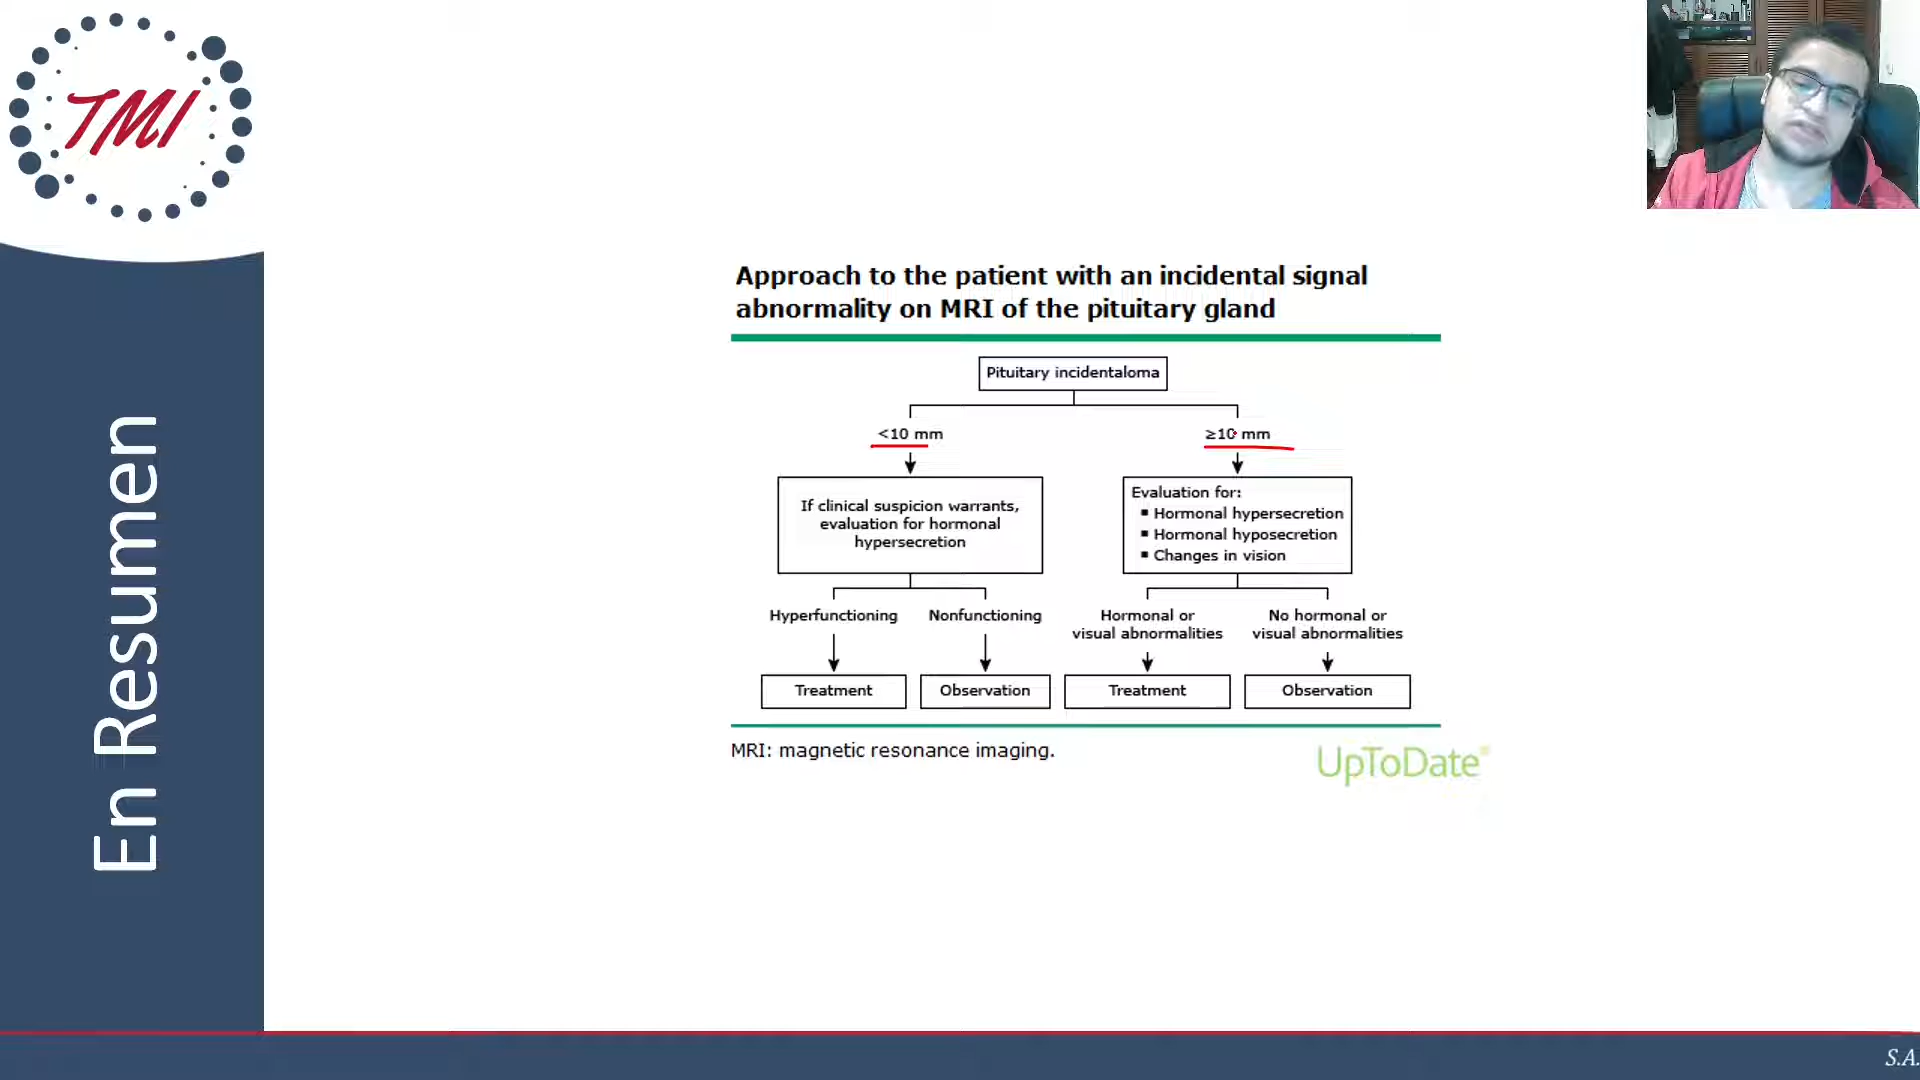 TMI
En Resumen
Approach to the patient with an incidental signal
abnormality on MRI of the pituitary gland
Pituitary incidentaloma
<10 mm
≥10 mm
If clinical suspicion warrants,
evaluation for hormonal
hypersecretion
Evaluation for:
▪ Hormonal hypersecretion
▪ Hormonal hyposecretion
▪ Changes in vision
Hyperfunctioning
Nonfunctioning
Hormonal or
visual abnormalities
No hormonal or
visual abnormalities
Treatment
Observation
Treatment
Observation
MRI: magnetic resonance imaging.
UpToDate®
S.A.